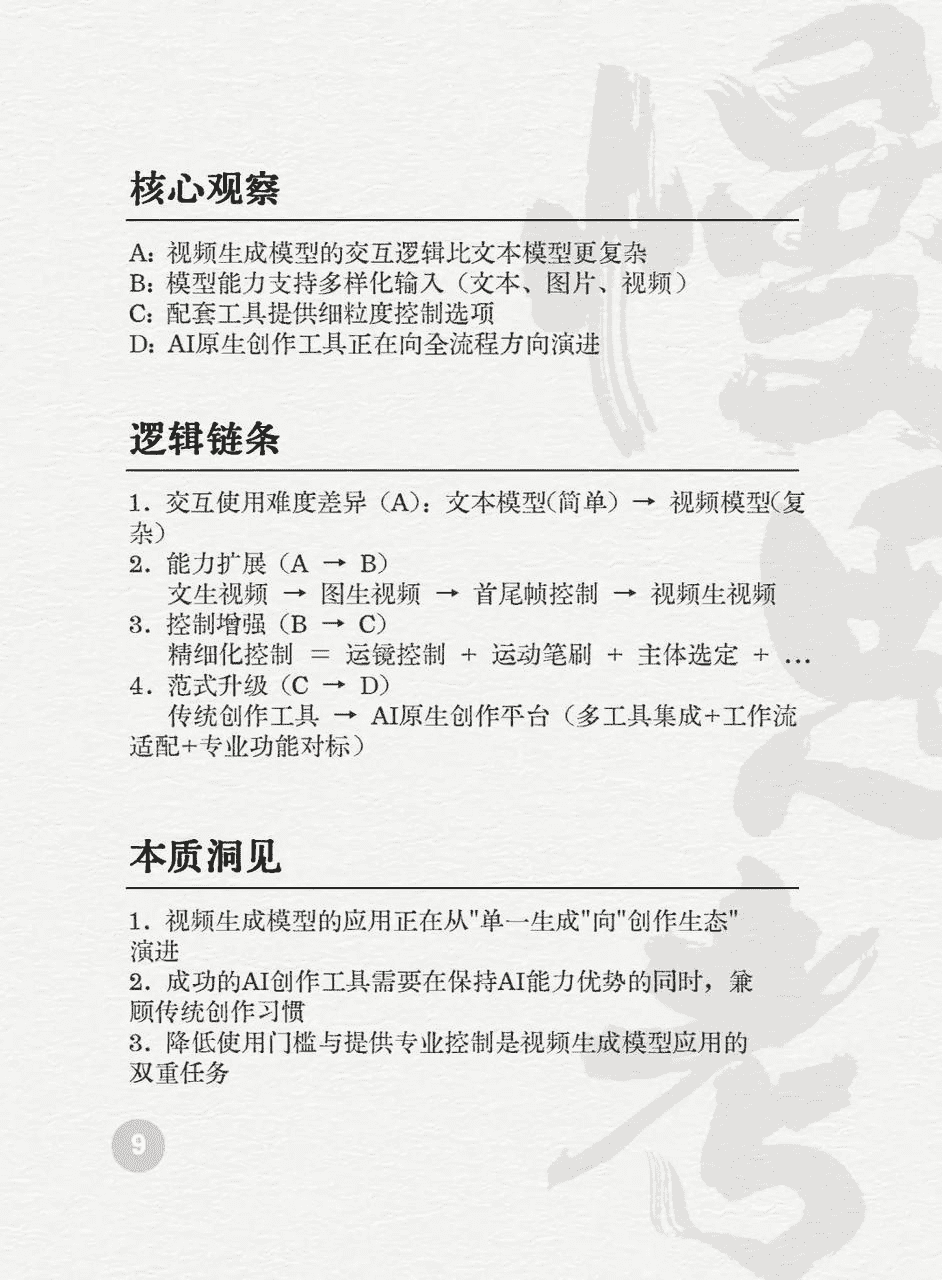 核心观察
A: 视频生成模型的交互逻辑比文本模型更复杂
B: 模型能力支持多样化输入（文本、图片、视频）
C: 配套工具提供细粒度控制选项
D: AI原生创作工具正在向全流程方向演进
逻辑链条
1. 交互使用难度差异（A）: 文本模型(简单) → 视频模型(复
杂)
2. 能力扩展（A → B）
文生视频 → 图生视频 → 首尾帧控制 → 视频生视频
3. 控制增强（B → C）
精细化控制 = 运镜控制 + 运动笔刷 + 主体选定 + ...
4. 范式升级（C → D）
传统创作工具 → AI原生创作平台（多工具集成+工作流
适配+专业功能对标）
本质洞见
1. 视频生成模型的应用正在从"单一生成"向"创作生态"
演进
2. 成功的AI创作工具需要在保持AI能力优势的同时，兼
顾传统创作习惯
3. 降低使用门槛与提供专业控制是视频生成模型应用的
双重任务
9
慢思考